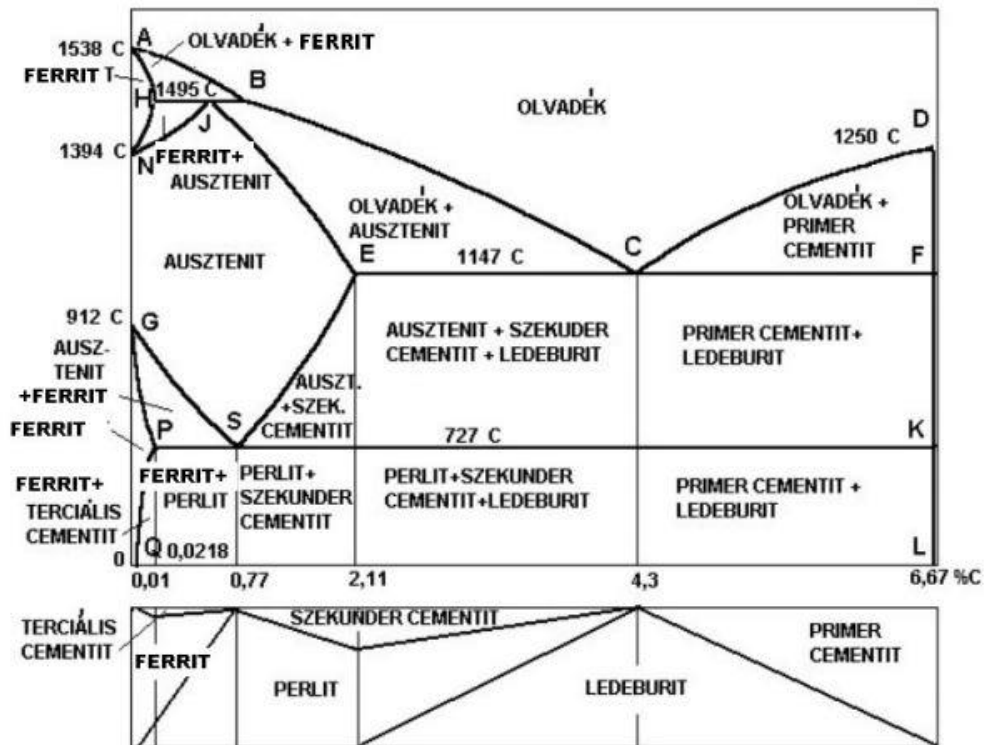 A
1538 C
OLVADÉK + FERRIT
FERRIT
H
1495 C
B
J
OLVADÉK
D
1250 C
1394 C
N
FERRIT+
AUSZTENIT
OLVADÉK +
AUSZTENIT
OLVADÉK +
PRIMER
CEMENTIT
AUSZTENIT
E
1147 C
C
F
912 C
G
AUSZ-
TENIT
+FERRIT
AUSZTENIT + SZEKUDER
CEMENTIT + LEDEBURIT
PRIMER CEMENTIT+
LEDEBURIT
AUSZT.
+SZEK.
CEMENTIT
FERRIT
P
S
727 C
K
FERRIT+
TERCIÁLIS
CEMENTIT
FERRIT+
PERLIT
PERLIT+
SZEKUNDER
CEMENTIT
PERLIT+SZEKUNDER
CEMENTIT+LEDEBURIT
PRIMER CEMENTIT +
LEDEBURIT
Q
0,0218
L
0
0,01
0,77
2,11
4,3
6,67 %C
TERCIÁLIS
CEMENTIT
FERRIT
SZEKUNDER CEMENTIT
PERLIT
LEDEBURIT
PRIMER
CEMENTIT